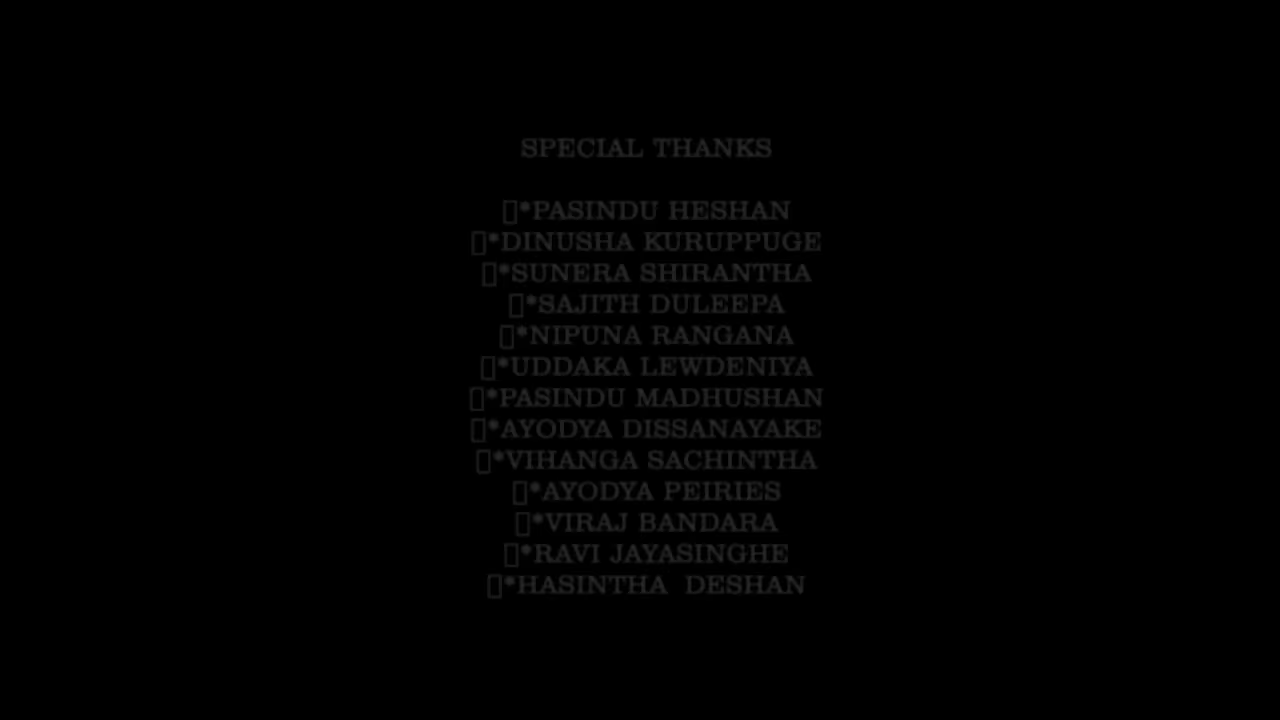 SPECIAL THANKS
▯*PASINDU HESHAN
▯*DINUSHA KURUPPUGE
▯*SUNERA SHIRANTHA
▯*SAJITH DULEEPA
▯*NIPUNA RANGANA
▯*UDDAKA LEWDENIYA
▯*PASINDU MADHUSHAN
▯*AYODYA DISSANAYAKE
▯*VIHANGA SACHINTHA
▯*AYODYA PEIRIES
▯*VIRAJ BANDARA
▯*RAVI JAYASINGHE
▯*HASINTHA  DESHAN